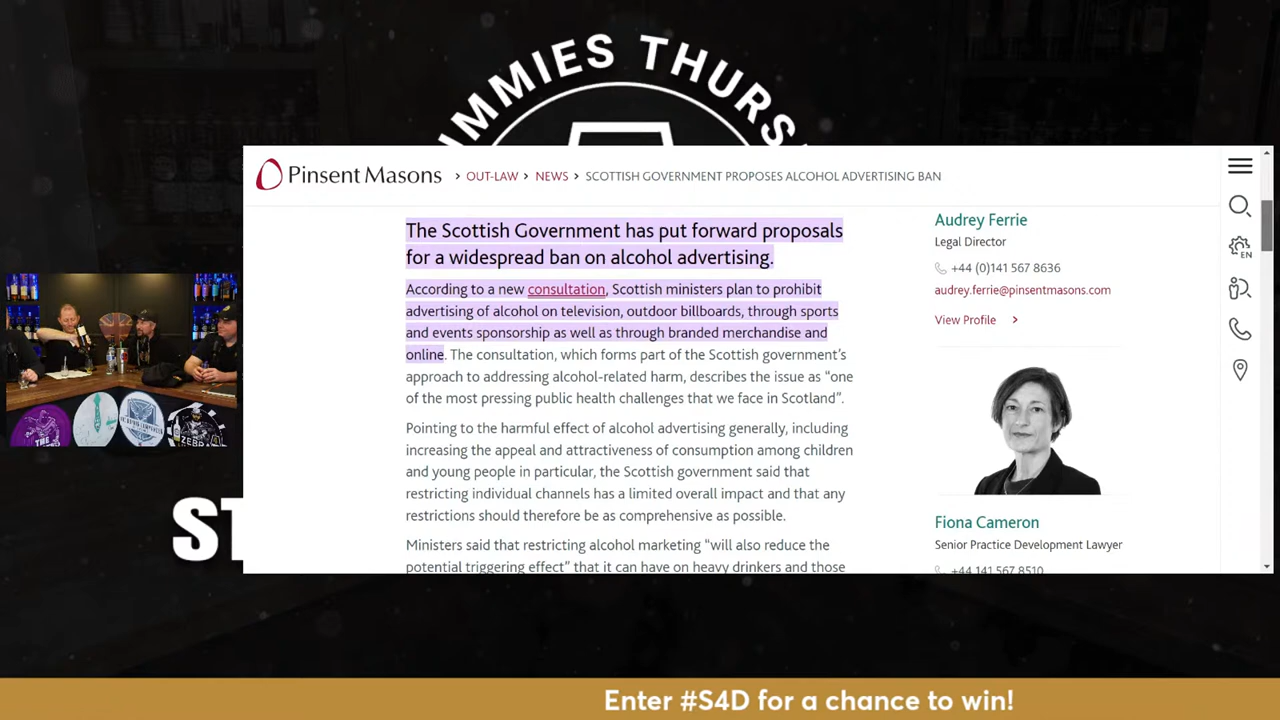 IMMIES THURS
Pinsent Masons
> OUT-LAW > NEWS > SCOTTISH GOVERNMENT PROPOSES ALCOHOL ADVERTISING BAN
The Scottish Government has put forward proposals
for a widespread ban on alcohol advertising.
According to a new consultation, Scottish ministers plan to prohibit
advertising of alcohol on television, outdoor billboards, through sports
and events sponsorship as well as through branded merchandise and
online. The consultation, which forms part of the Scottish government’s
approach to addressing alcohol-related harm, describes the issue as “one
of the most pressing public health challenges that we face in Scotland”.
Pointing to the harmful effect of alcohol advertising generally, including
increasing the appeal and attractiveness of consumption among children
and young people in particular, the Scottish government said that
restricting individual channels has a limited overall impact and that any
restrictions should therefore be as comprehensive as possible.
Ministers said that restricting alcohol marketing “will also reduce the
potential triggering effect” that it can have on heavy drinkers and those
Audrey Ferrie
Legal Director
+44 (0)141 567 8636
audrey.ferrie@pinsentmasons.com
View Profile >
Fiona Cameron
Senior Practice Development Lawyer
+44 141 567 8510
EN
THE
ZEBRA
ST
Enter #S4D for a chance to win!